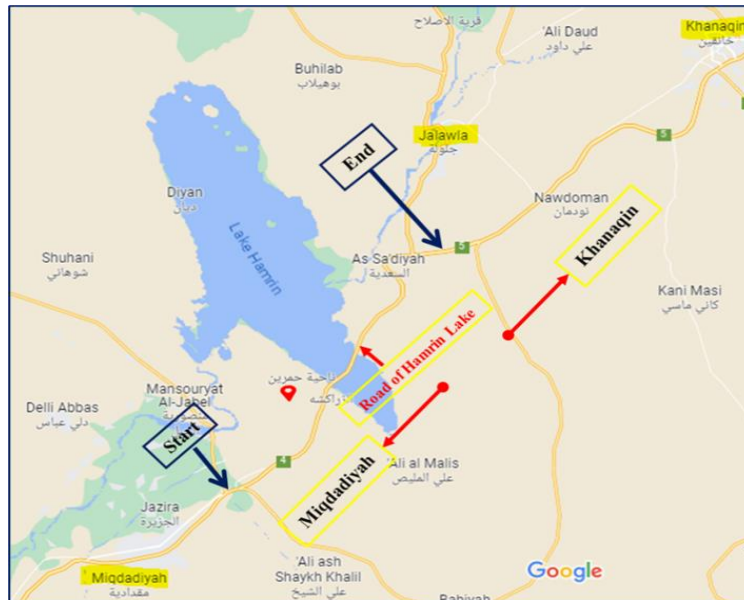 قرية الاصلاح
'Ali Daud
علي داود
Khanaqin
خانقين
Buhilab
بوهيلاب
Jalawla
جلولة
5
End
Diyan
ديان
Nawdoman
نودمان
Lake Hamrin
5
As Sa'diyah
السعدية
Khanaqin
Shuhani
شوهاني
Kani Masi
كاني ماسي
Road of Hamrin Lake
ناحية حمرين
Mansouryat
Al-Jabel
Delli Abbas
دلي عباس
Start
4
Miqdadiyah
'Ali al Malis
علي المليص
Jazira
الجزيرة
Google
Miqdadiyah
مقدادية
'Ali ash
Shaykh Khalil
علي الشيخ